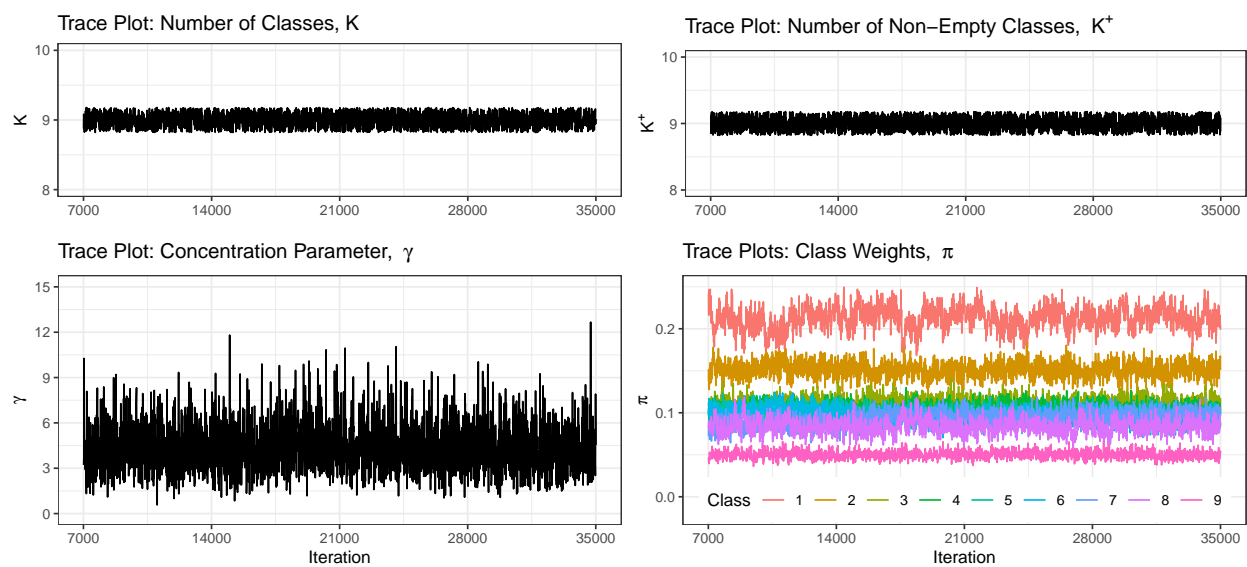 Trace Plot: Number of Classes, K
10
9
8
K
7000 14000 21000 28000 35000
Trace Plot: Number of Non−Empty Classes, K+
10
9
8
K+
7000 14000 21000 28000 35000
Trace Plot: Concentration Parameter, γ
15
12
9
6
3
0
γ
7000 14000 21000 28000 35000
Iteration
Trace Plots: Class Weights, π
0.2
0.1
0.0
π
Class 1 2 3 4 5 6 7 8 9
7000 14000 21000 28000 35000
Iteration